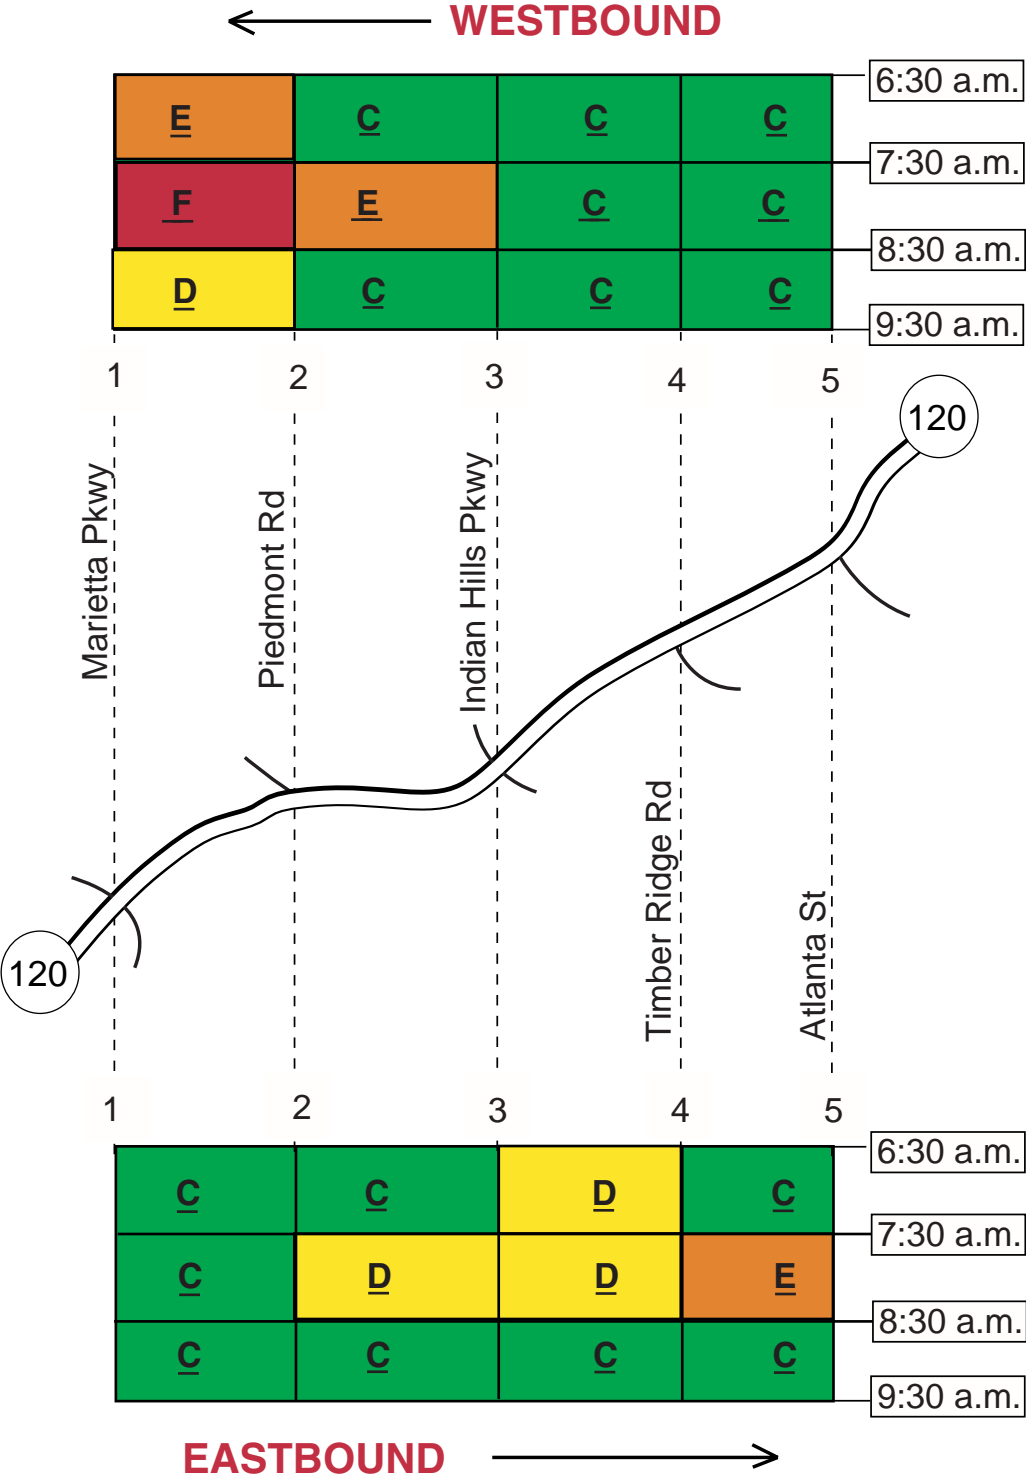 WESTBOUND
6:30 a.m.
E C C C
7:30 a.m.
F E C C
8:30 a.m.
D C C C
9:30 a.m.
1 2 3 4 5
120
Marietta Pkwy
Piedmont Rd
Indian Hills Pkwy
Timber Ridge Rd
Atlanta St
120
1 2 3 4 5
6:30 a.m.
C C D C
7:30 a.m.
C D D E
8:30 a.m.
C C C C
9:30 a.m.
EASTBOUND